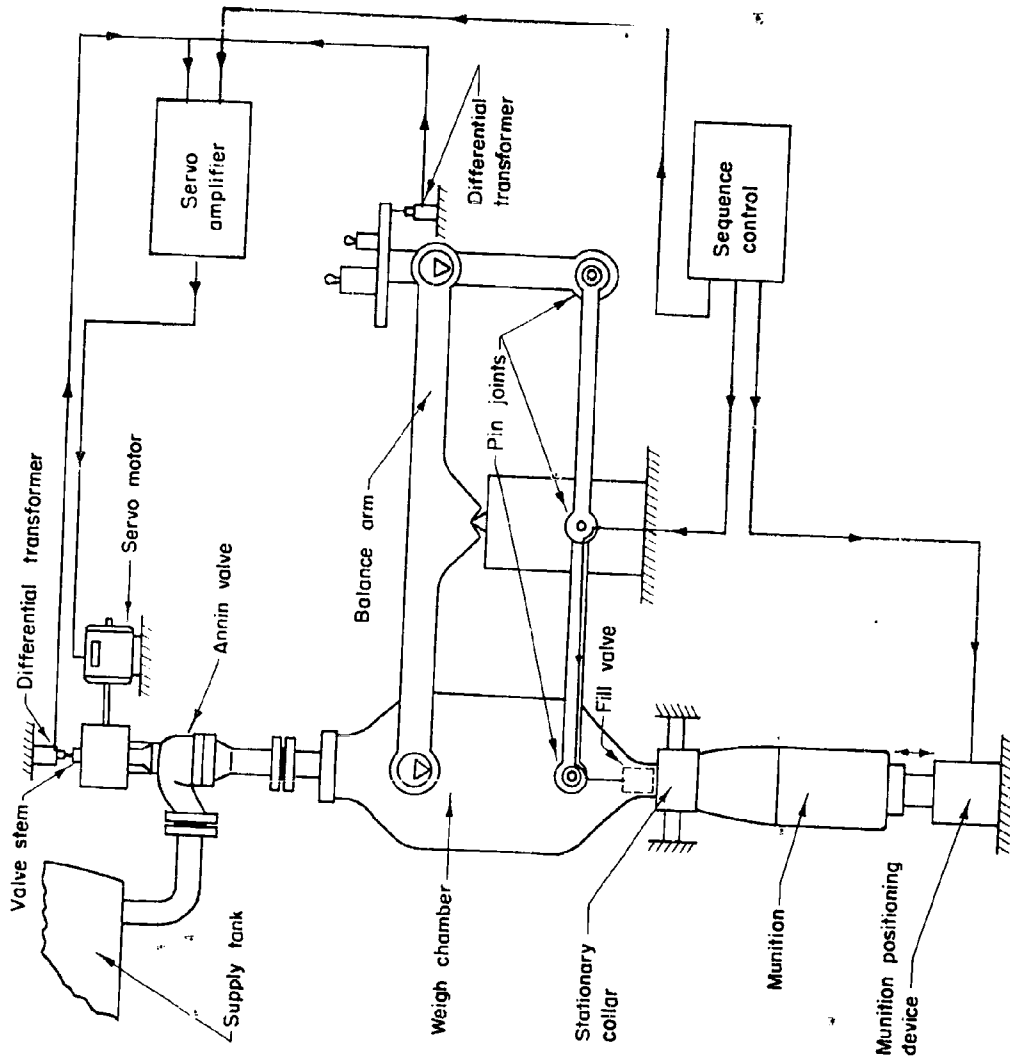 Supply tank
Valve stem
Differential transformer
Servo motor
Annin valve
Servo
amplifier
Differential
transformer
Balance arm
Pin joints
Weigh chamber
Fill valve
Stationary
collar
Munition
Munition positioning
device
Sequence
control